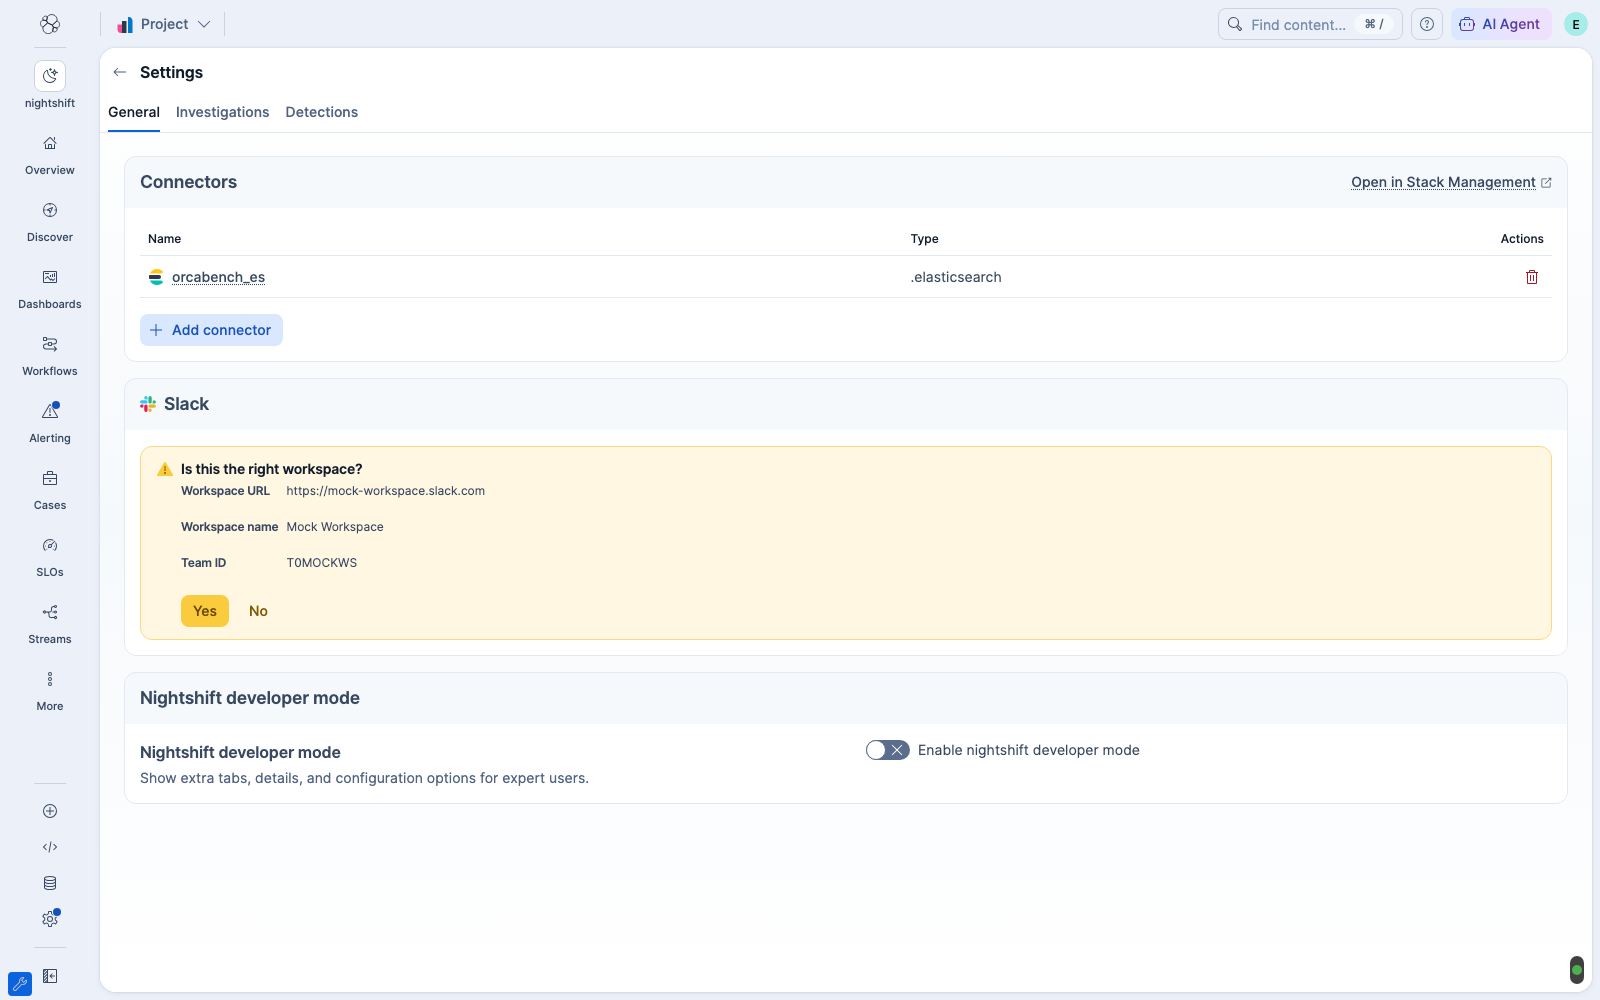 Project
Find content...
⌘ /
AI Agent
E
nightshift
Overview
Discover
Dashboards
Workflows
Alerting
Cases
SLOs
Streams
More
Settings
General Investigations Detections
Connectors
Open in Stack Management
Name Type Actions
orcabench_es .elasticsearch
Add connector
Slack
Is this the right workspace?
Workspace URL https://mock-workspace.slack.com
Workspace name Mock Workspace
Team ID T0MOCKWS
Yes No
Nightshift developer mode
Nightshift developer mode
Enable nightshift developer mode
Show extra tabs, details, and configuration options for expert users.